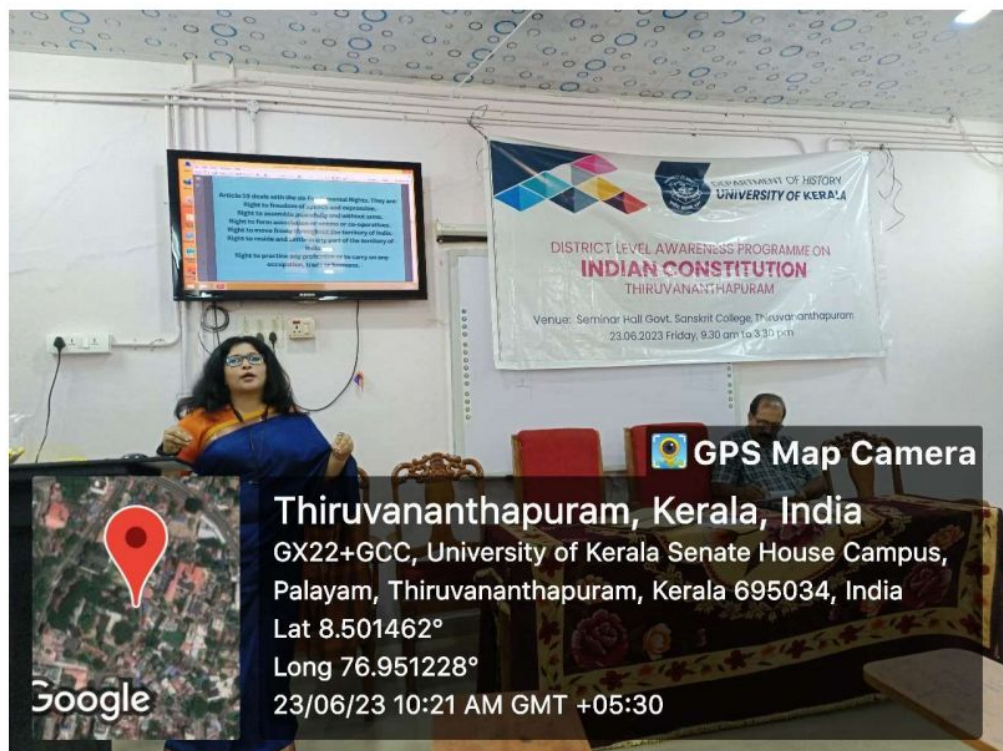 Article 19 deals with the six Fundamental Rights. They are:
Right to freedom of speech and expression.
Right to assemble peacefully and without arms.
Right to form association or unions or co-operatives.
Right to move freely throughout the territory of India.
Right to reside and settle in any part of the territory of
India.
Right to practise any profession or to carry on any
occupation, trade or business.
DEPARTMENT OF HISTORY
UNIVERSITY OF KERALA
DISTRICT LEVEL AWARENESS PROGRAMME ON
INDIAN CONSTITUTION
THIRUVANANTHAPURAM
Venue: Seminar Hall Govt. Sanskrit College, Thiruvananthapuram
23.06.2023 Friday, 9.30 am to 3.30 pm
GPS Map Camera
Thiruvananthapuram, Kerala, India
GX22+GCC, University of Kerala Senate House Campus,
Palayam, Thiruvananthapuram, Kerala 695034, India
Lat 8.501462°
Long 76.951228°
23/06/23 10:21 AM GMT +05:30
Google